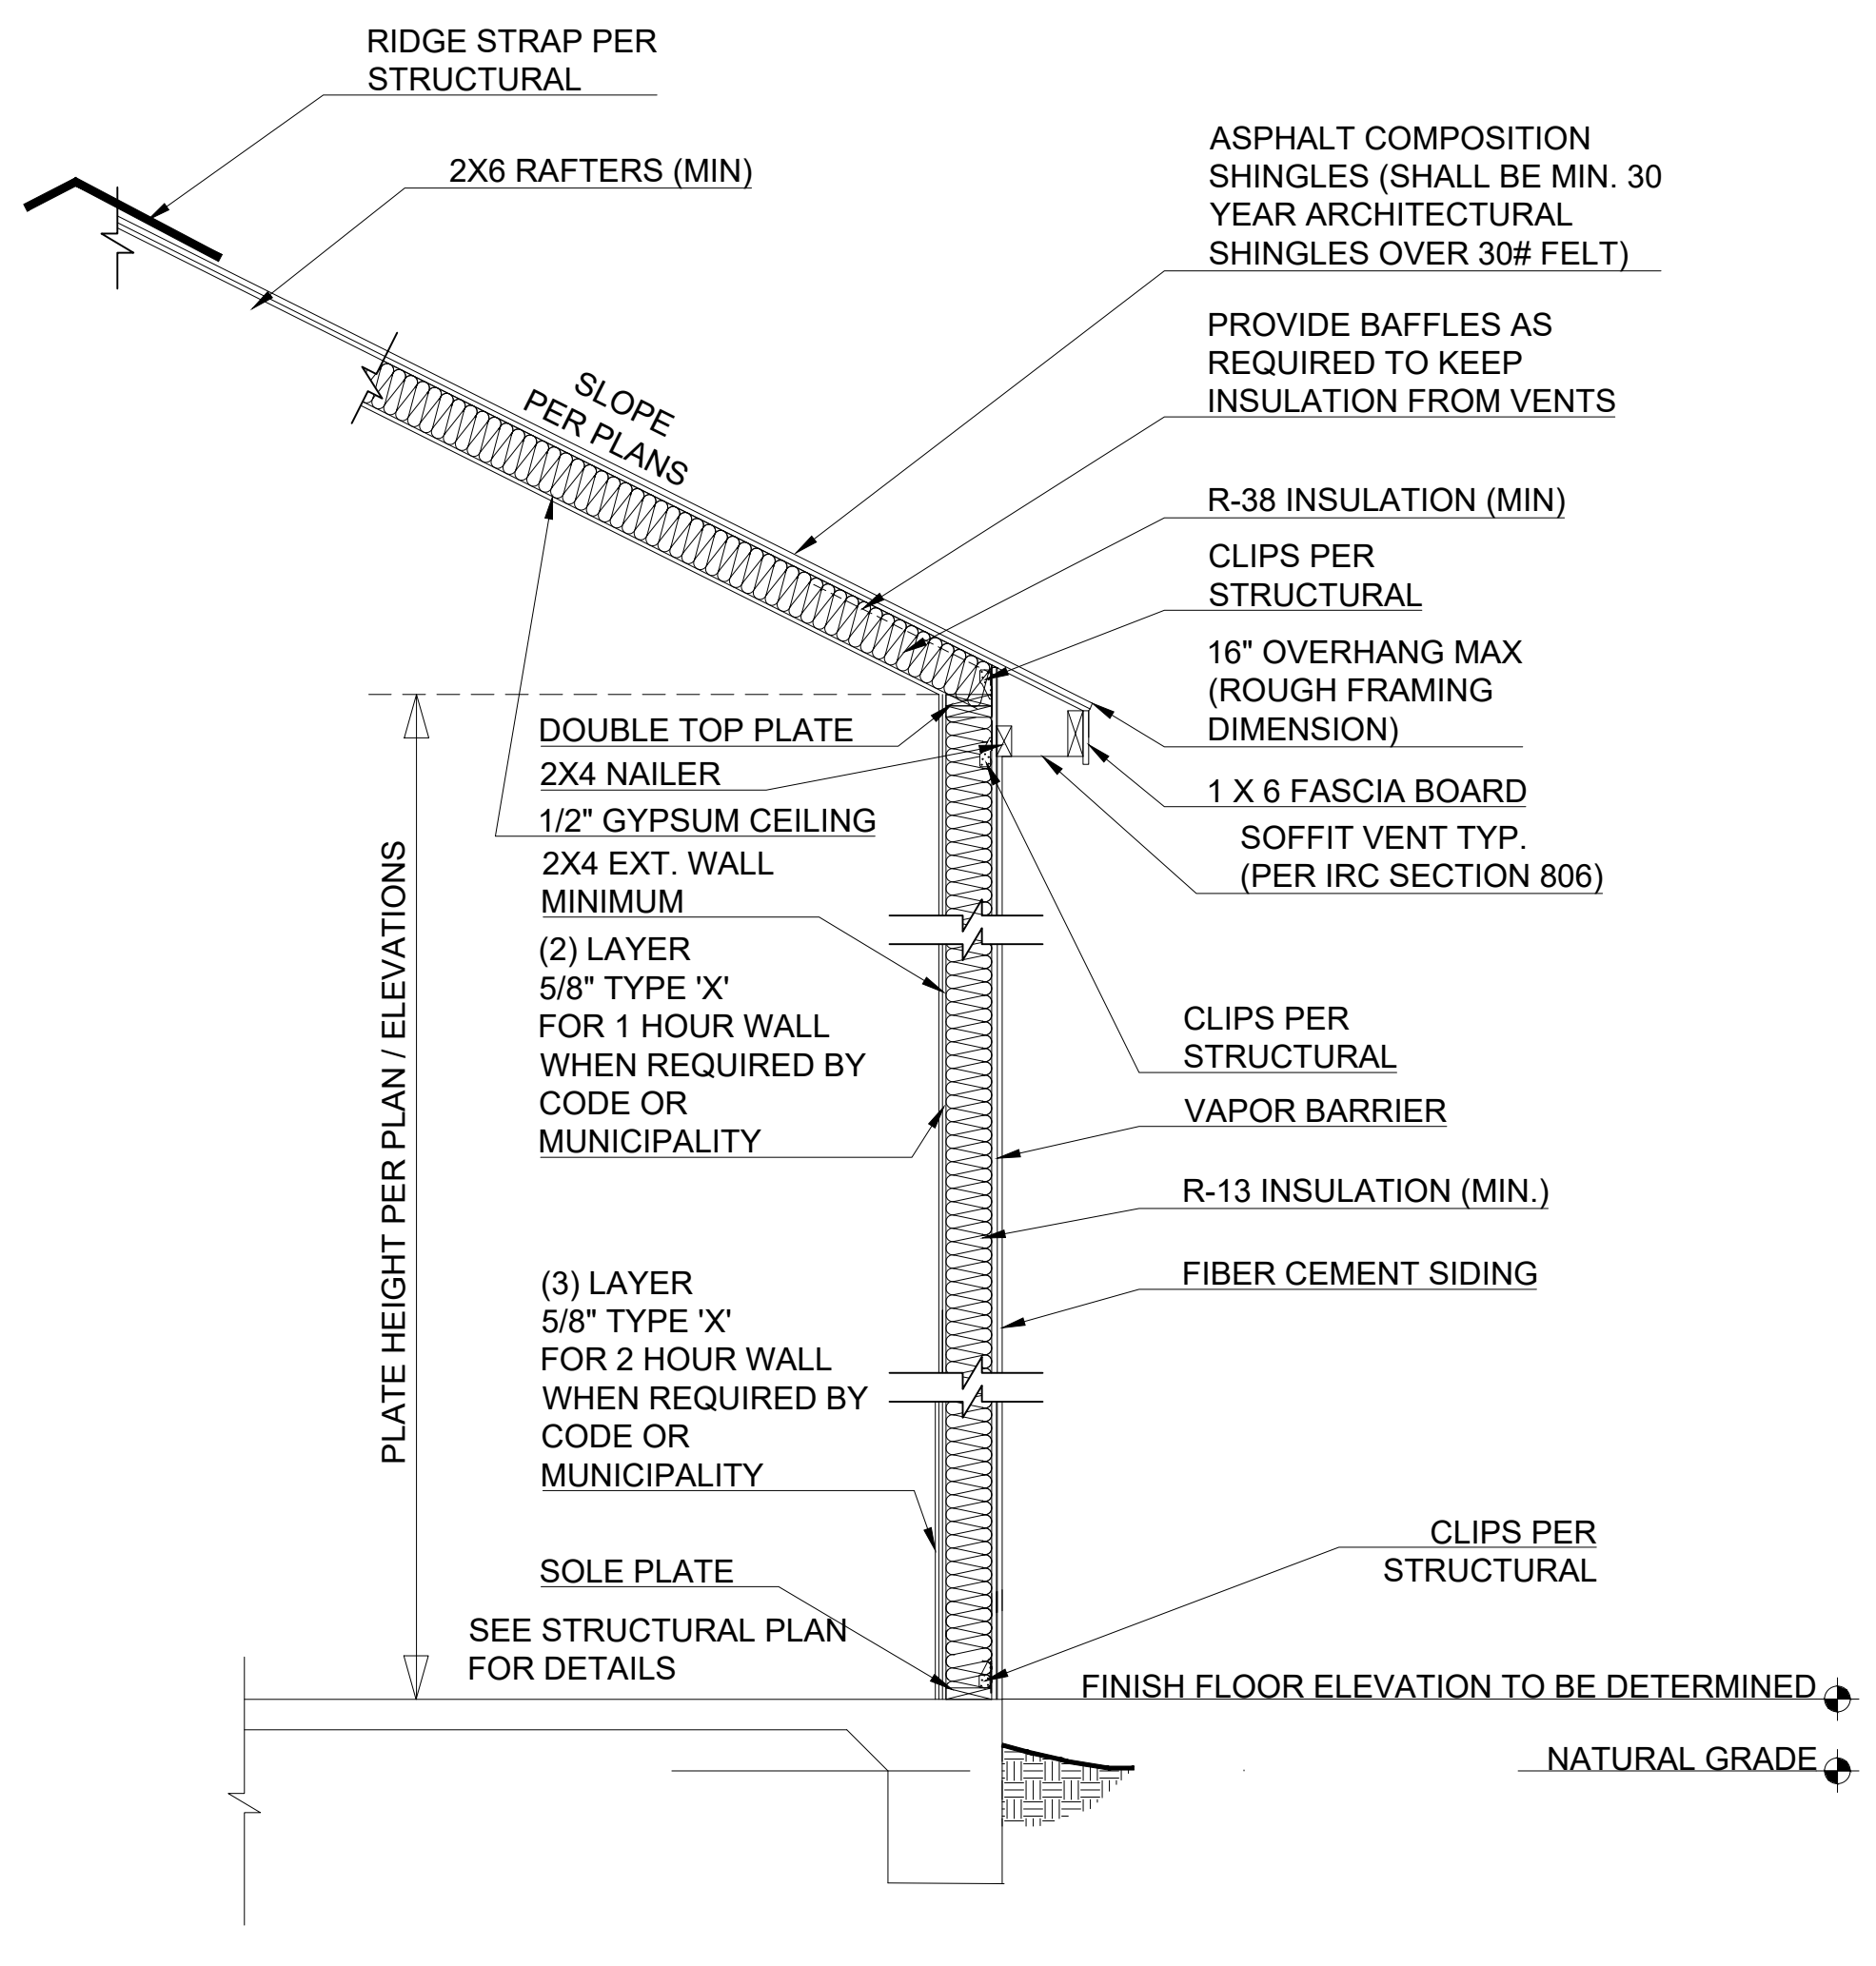 RIDGE STRAP PER
STRUCTURAL
2X6 RAFTERS (MIN)
ASPHALT COMPOSITION
SHINGLES (SHALL BE MIN. 30
YEAR ARCHITECTURAL
SHINGLES OVER 30# FELT)
PROVIDE BAFFLES AS
REQUIRED TO KEEP
INSULATION FROM VENTS
SLOPE
PER PLANS
R-38 INSULATION (MIN)
CLIPS PER
STRUCTURAL
16" OVERHANG MAX
(ROUGH FRAMING
DIMENSION)
1 X 6 FASCIA BOARD
SOFFIT VENT TYP.
(PER IRC SECTION 806)
DOUBLE TOP PLATE
2X4 NAILER
1/2" GYPSUM CEILING
2X4 EXT. WALL
MINIMUM
(2) LAYER
5/8" TYPE 'X'
FOR 1 HOUR WALL
WHEN REQUIRED BY
CODE OR
MUNICIPALITY
PLATE HEIGHT PER PLAN / ELEVATIONS
CLIPS PER
STRUCTURAL
VAPOR BARRIER
R-13 INSULATION (MIN.)
FIBER CEMENT SIDING
(3) LAYER
5/8" TYPE 'X'
FOR 2 HOUR WALL
WHEN REQUIRED BY
CODE OR
MUNICIPALITY
SOLE PLATE
SEE STRUCTURAL PLAN
FOR DETAILS
CLIPS PER
STRUCTURAL
FINISH FLOOR ELEVATION TO BE DETERMINED
NATURAL GRADE